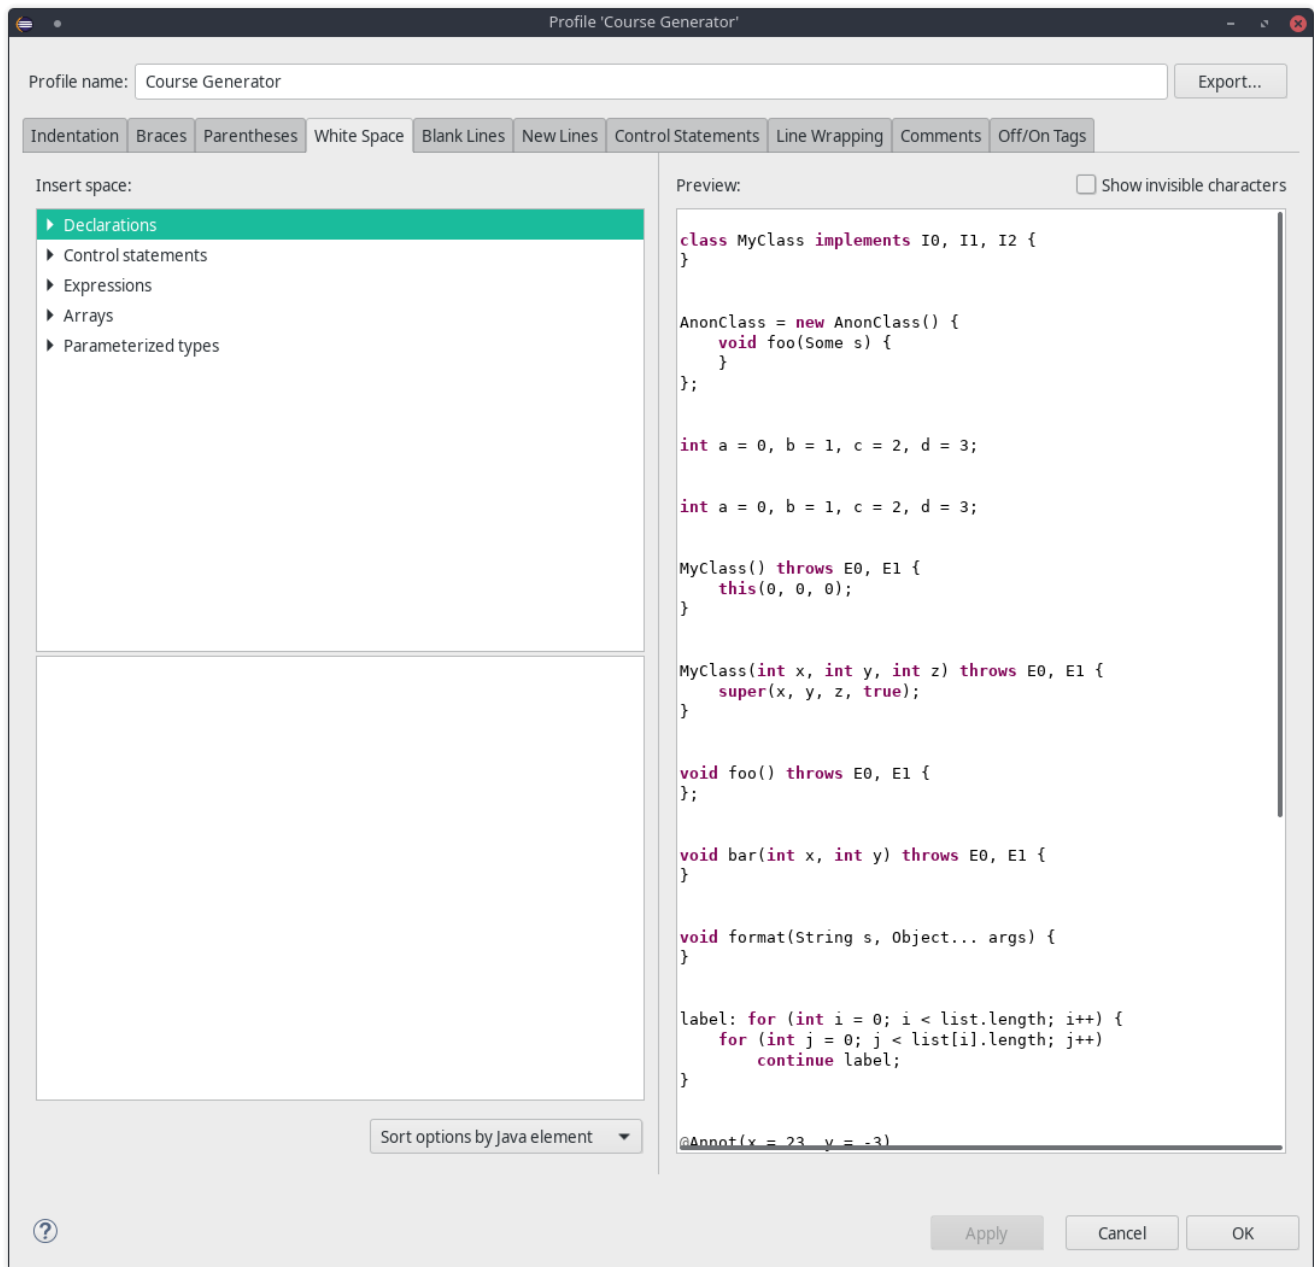 Profile 'Course Generator'
Profile name: Course Generator Export...
Indentation Braces Parentheses White Space Blank Lines New Lines Control Statements Line Wrapping Comments Off/On Tags
Insert space:
Declarations
Control statements
Expressions
Arrays
Parameterized types
Sort options by Java element
Preview: Show invisible characters
class MyClass implements I0, I1, I2 {
}
AnonClass = new AnonClass() {
    void foo(Some s) {
    }
};
int a = 0, b = 1, c = 2, d = 3;
int a = 0, b = 1, c = 2, d = 3;
MyClass() throws E0, E1 {
    this(0, 0, 0);
}
MyClass(int x, int y, int z) throws E0, E1 {
    super(x, y, z, true);
}
void foo() throws E0, E1 {
};
void bar(int x, int y) throws E0, E1 {
}
void format(String s, Object... args) {
}
label: for (int i = 0; i < list.length; i++) {
    for (int j = 0; j < list[i].length; j++)
        continue label;
}
@Annot(x = 23, y = -3)
Apply Cancel OK